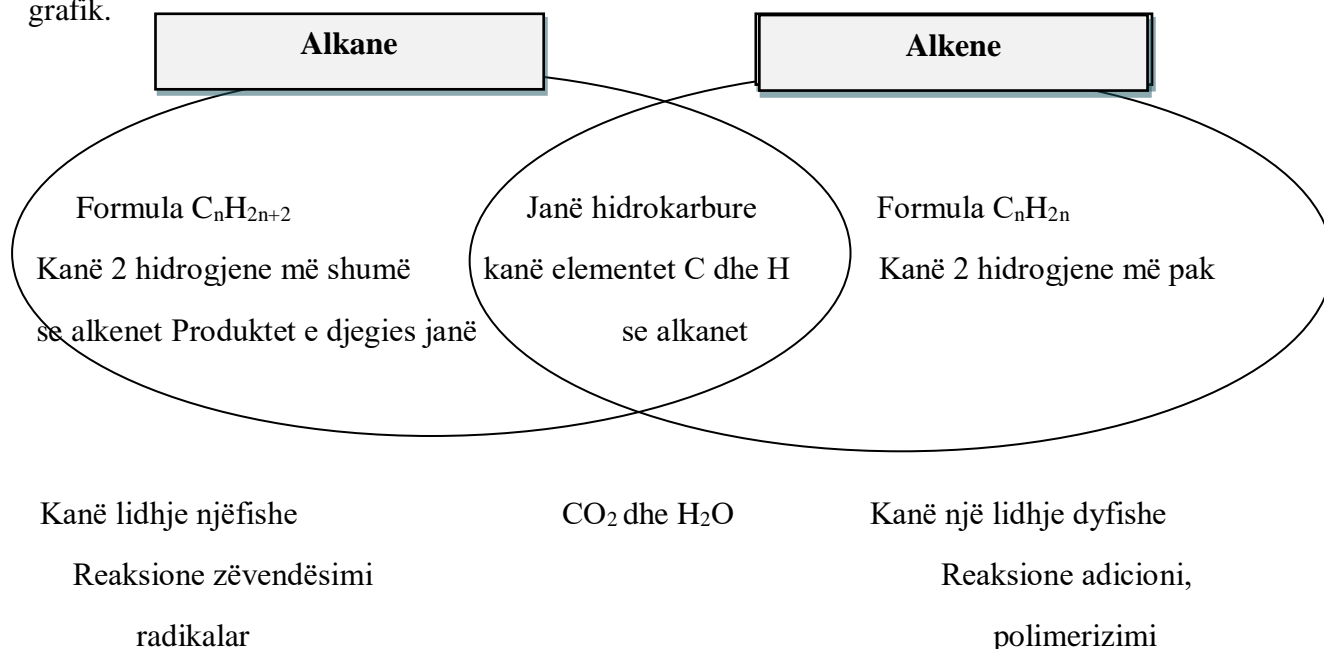 grafik.
Alkane
Alkene
Formula CₙH₂ₙ₊₂ Janë hidrokarbure Formula CₙH₂ₙ
Kanë 2 hidrogjene më shumë kanë elementet C dhe H Kanë 2 hidrogjene më pak
se alkenet Produktet e djegies janë se alkanet
Kanë lidhje njëfishe CO₂ dhe H₂O Kanë një lidhje dyfishe
Reaksione zëvendësimi Reaksione adicioni,
radikalar polimerizimi